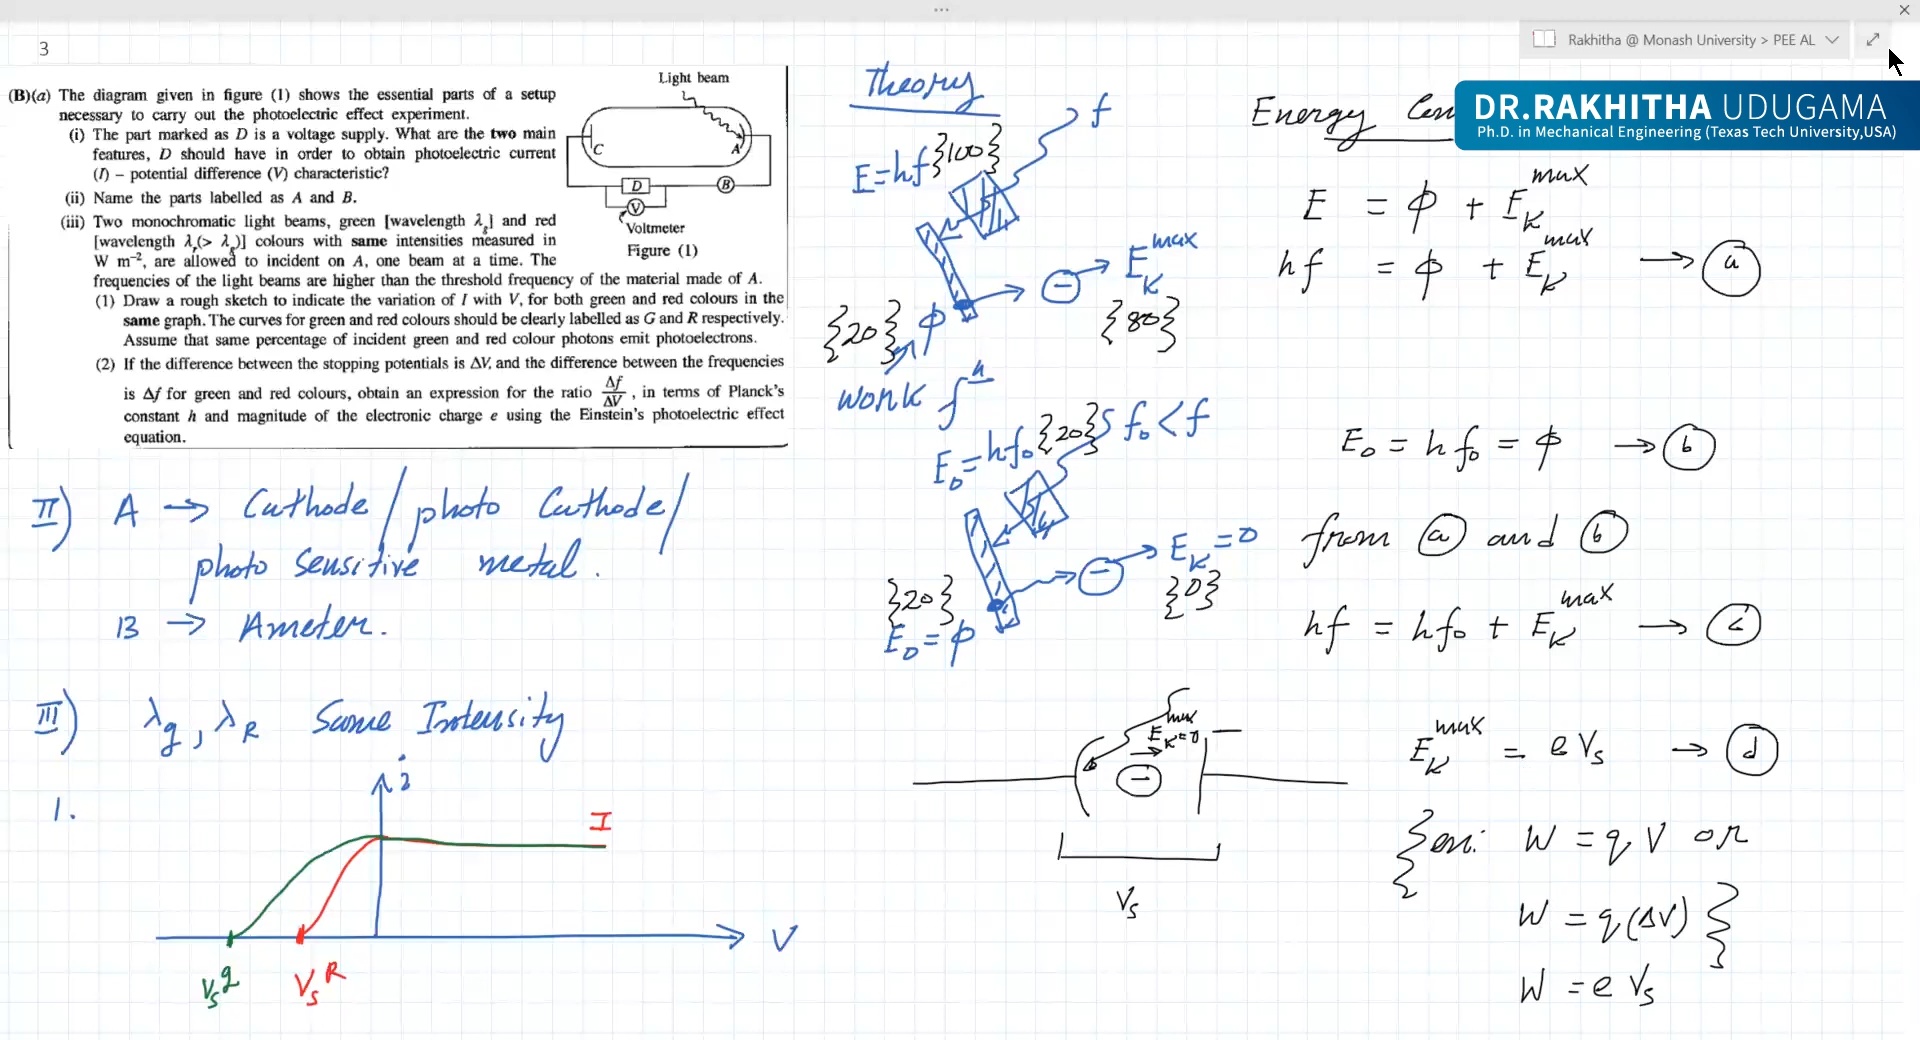 3
Rakhitha @ Monash University > PEE AL
DR.RAKHITHA UDUGAMA
Ph.D. in Mechanical Engineering (Texas Tech University,USA)
(B)(a) The diagram given in figure (1) shows the essential parts of a setup
necessary to carry out the photoelectric effect experiment.
(i) The part marked as D is a voltage supply. What are the two main
features, D should have in order to obtain photoelectric current
(I) – potential difference (V) characteristic?
(ii) Name the parts labelled as A and B.
(iii) Two monochromatic light beams, green [wavelength λg] and red
[wavelength λr(> λg)] colours with same intensities measured in
W m⁻², are allowed to incident on A, one beam at a time. The
frequencies of the light beams are higher than the threshold frequency of the material made of A.
(1) Draw a rough sketch to indicate the variation of I with V, for both green and red colours in the
same graph. The curves for green and red colours should be clearly labelled as G and R respectively.
Assume that same percentage of incident green and red colour photons emit photoelectrons.
(2) If the difference between the stopping potentials is ΔV, and the difference between the frequencies
is Δf for green and red colours, obtain an expression for the ratio Δf/ΔV, in terms of Planck's
constant h and magnitude of the electronic charge e using the Einstein's photoelectric effect
equation.
Light beam
C
A
D
B
V
Voltmeter
Figure (1)
II) A → Cathode / photo Cathode /
photo sensitive metal.
B → Ameter.
III) λg, λR Same Intensity
1.
i
I
V
Vs g
Vs R
Theory
f
E = hf {100}
EK max
{20} φ
{80}
work fn
E0 = hf0 {20} f0 < f
EK = 0
{20}
{0}
E0 = φ
EK max = 0
Vs
Energy
E = φ + EK max
hf = φ + EK max → (a)
E0 = hf0 = φ → (b)
from (a) and (b)
hf = hf0 + EK max → (c)
EK max = eVs → (d)
W = qV or
W = q(ΔV) }
W = eVs